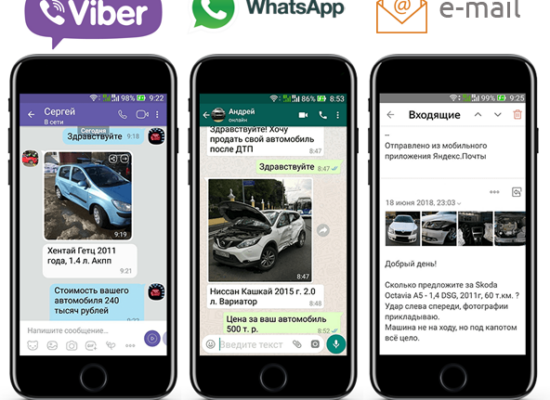 Viber
WhatsApp
e-mail
98% 9:22
Сергей
В сети
Сегодня
Здравствуйте 9:18
9:19
Хентай Гетц 2011
года, 1.4 л. Акпп
9:21
Стоимость вашего
автомобиля 240
тысяч рублей
Напишите сообщение...
GIF
86% 8:53
Андрей
онлайн
Здравствуйте! Хочу
продать свой автомобиль
после ДТП
8:47
Здравствуйте 8:47
8:47
Ниссан Кашкай 2015 г. 2.0
л. Вариатор
8:48
Цена за ваш автомобиль
500 т. р.
8:52
Введите текст
99% 9:25
Входящие
--
Отправлено из мобильного
приложения Яндекс.Почты
18 июня 2018, 23:03
Добрый день!
Сколько предложите за Skoda
Octavia A5 - 1,4 DSG, 2011г, 60 т.км. ?
Удар слева спереди, фотографии
прикладываю.
Машина не на ходу, но под капотом
всё цело.